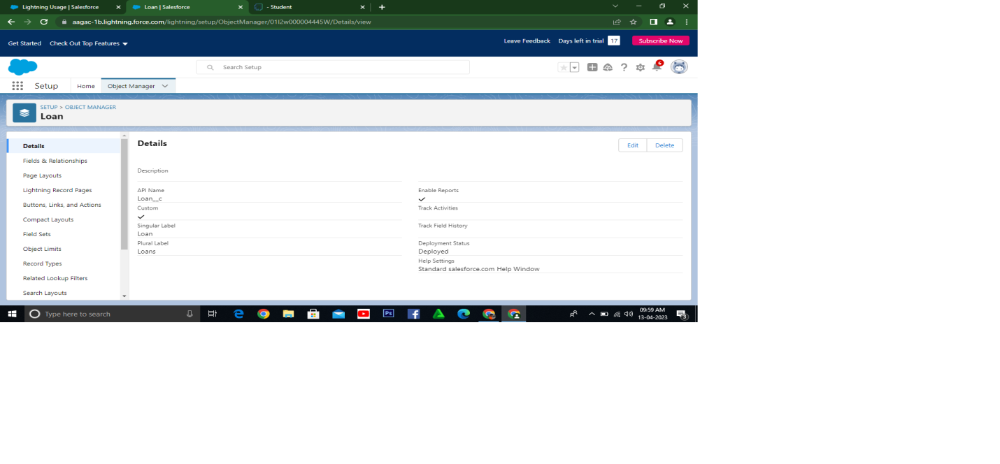 Lightning Usage | Salesforce
Loan | Salesforce
- Student
aagac-1b.lightning.force.com/lightning/setup/ObjectManager/01I2w000004445W/Details/view
Get Started Check Out Top Features
Leave Feedback Days left in trial 17 Subscribe Now
Search Setup
6
Setup Home Object Manager
SETUP > OBJECT MANAGER
Loan
Details
Fields & Relationships
Page Layouts
Lightning Record Pages
Buttons, Links, and Actions
Compact Layouts
Field Sets
Object Limits
Record Types
Related Lookup Filters
Search Layouts
Details
Edit Delete
Description
API Name
Loan__c
Custom
Singular Label
Loan
Plural Label
Loans
Enable Reports
Track Activities
Track Field History
Deployment Status
Deployed
Help Settings
Standard salesforce.com Help Window
Type here to search
Ps
09:59 AM
13-04-2023
3